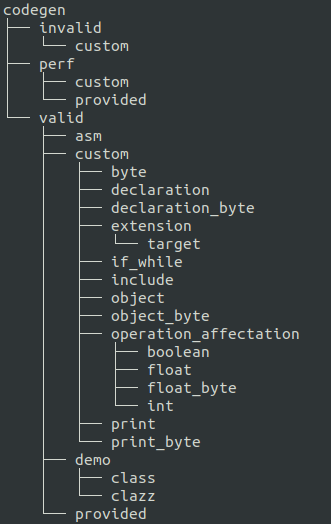 codegen
├── invalid
│   └── custom
├── perf
│   ├── custom
│   └── provided
└── valid
    ├── asm
    ├── custom
    │   ├── byte
    │   ├── declaration
    │   ├── declaration_byte
    │   ├── extension
    │   │   └── target
    │   ├── if_while
    │   ├── include
    │   ├── object
    │   ├── object_byte
    │   ├── operation_affectation
    │   │   ├── boolean
    │   │   ├── float
    │   │   ├── float_byte
    │   │   └── int
    │   ├── print
    │   └── print_byte
    ├── demo
    │   ├── class
    │   └── clazz
    └── provided